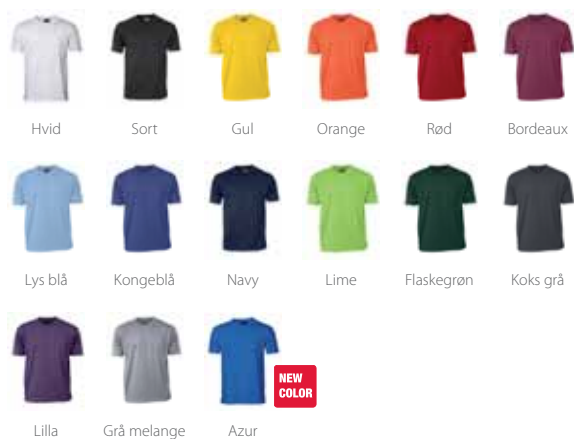 Hvid
Sort
Gul
Orange
Rød
Bordeaux
Lys blå
Kongeblå
Navy
Lime
Flaskegrøn
Koks grå
NEW
COLOR
Lilla
Grå melange
Azur